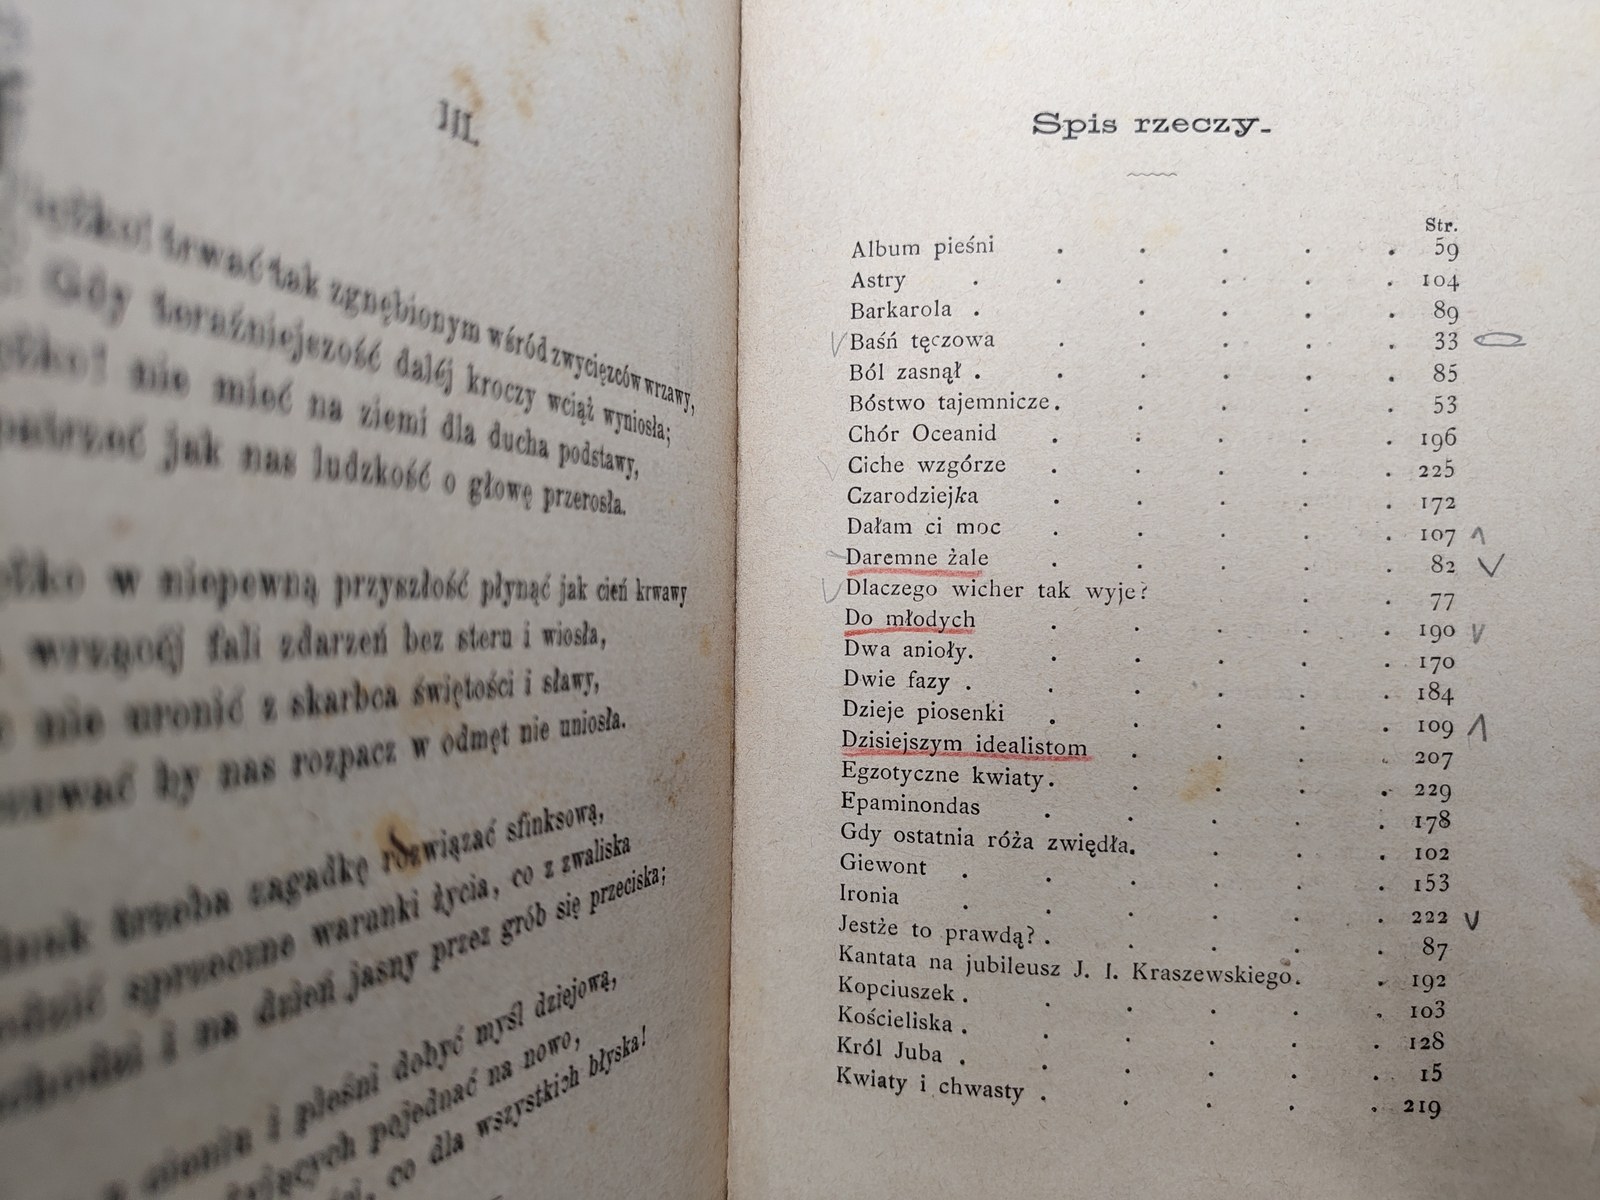 III.
trwać tak zgnębionym wśród zwycięzców wrzawy,
Gdy teraźniejszość daléj kroczy wciąż wyniosła;
nie mieć na ziemi dla ducha podstawy,
jak nas ludzkość o głowę przerosła.
w niepewną przyszłość płynąć jak cień krwawy
wrzącéj fali zdarzeń bez steru i wiosła,
nie uronić z skarbca świętości i sławy,
by nas rozpacz w odmęt nie uniosła.
trzeba zagadkę rozwiązać sfinksową,
sprzeczne warunki życia, co z zwaliska
i na dzień jasny przez grób się przeciska;
i pleśni dobyć myśl dziejową,
pojednać na nowo,
co dla wszystkich błyska!
Spis rzeczy.
Str.
Album pieśni . . . . . 59
Astry . . . . . . 104
Barkarola . . . . . 89
Baśń tęczowa . . . . . 33
Ból zasnął . . . . . . 85
Bóstwo tajemnicze . . . . . 53
Chór Oceanid . . . . . 196
Ciche wzgórze . . . . . 225
Czarodziejka . . . . . 172
Dałam ci moc . . . . . 107
Daremne żale . . . . . 82
Dlaczego wicher tak wyje? . . . 77
Do młodych . . . . . 190
Dwa anioły . . . . . . 170
Dwie fazy . . . . . . 184
Dzieje piosenki . . . . . 109
Dzisiejszym idealistom . . . . 207
Egzotyczne kwiaty . . . . . 229
Epaminondas . . . . . 178
Gdy ostatnia róża zwiędła . . . . 102
Giewont . . . . . . 153
Ironia . . . . . . 222
Jestże to prawdą? . . . . . 87
Kantata na jubileusz J. I. Kraszewskiego . . 192
Kopciuszek . . . . . . 103
Kościeliska . . . . . . 128
Król Juba . . . . . . 15
Kwiaty i chwasty . . . . . 219